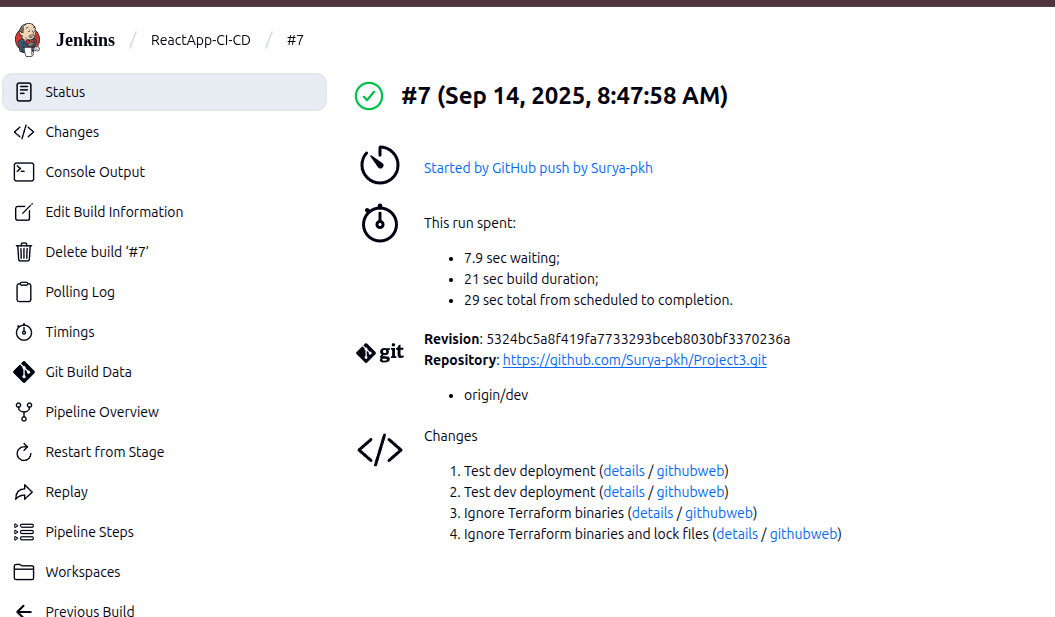 Jenkins / ReactApp-CI-CD / #7
Status
Changes
Console Output
Edit Build Information
Delete build ‘#7’
Polling Log
Timings
Git Build Data
Pipeline Overview
Restart from Stage
Replay
Pipeline Steps
Workspaces
Previous Build
#7 (Sep 14, 2025, 8:47:58 AM)
Started by GitHub push by Surya-pkh
This run spent:
• 7.9 sec waiting;
• 21 sec build duration;
• 29 sec total from scheduled to completion.
git
Revision: 5324bc5a8f419fa7733293bceb8030bf3370236a
Repository: https://github.com/Surya-pkh/Project3.git
• origin/dev
Changes
1. Test dev deployment (details / githubweb)
2. Test dev deployment (details / githubweb)
3. Ignore Terraform binaries (details / githubweb)
4. Ignore Terraform binaries and lock files (details / githubweb)